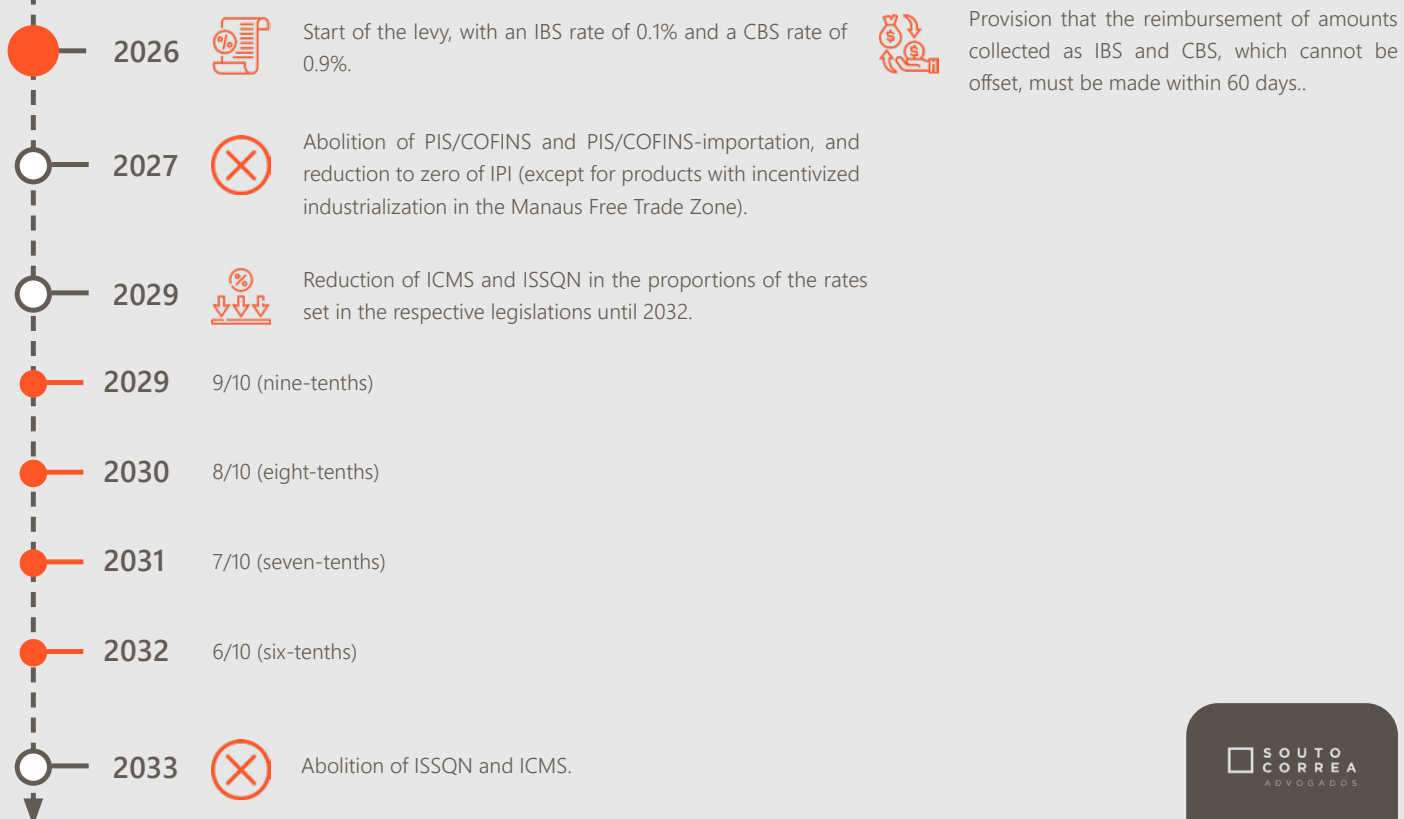 2026
Start of the levy, with an IBS rate of 0.1% and a CBS rate of
0.9%.
Provision that the reimbursement of amounts
collected as IBS and CBS, which cannot be
offset, must be made within 60 days..
2027
Abolition of PIS/COFINS and PIS/COFINS-importation, and
reduction to zero of IPI (except for products with incentivized
industrialization in the Manaus Free Trade Zone).
2029
Reduction of ICMS and ISSQN in the proportions of the rates
set in the respective legislations until 2032.
2029
9/10 (nine-tenths)
2030
8/10 (eight-tenths)
2031
7/10 (seven-tenths)
2032
6/10 (six-tenths)
2033
Abolition of ISSQN and ICMS.
SOUTO
CORREA
ADVOGADOS